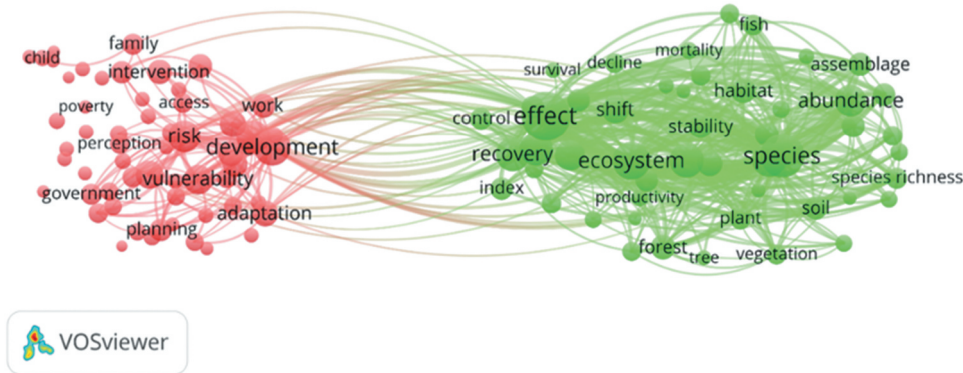 child
family
intervention
poverty
access
work
perception
risk
development
government
vulnerability
planning
adaptation
fish
survival
decline
mortality
assemblage
habitat
abundance
control
effect
shift
stability
recovery
ecosystem
species
index
productivity
species richness
plant
soil
forest
tree
vegetation
VOSviewer